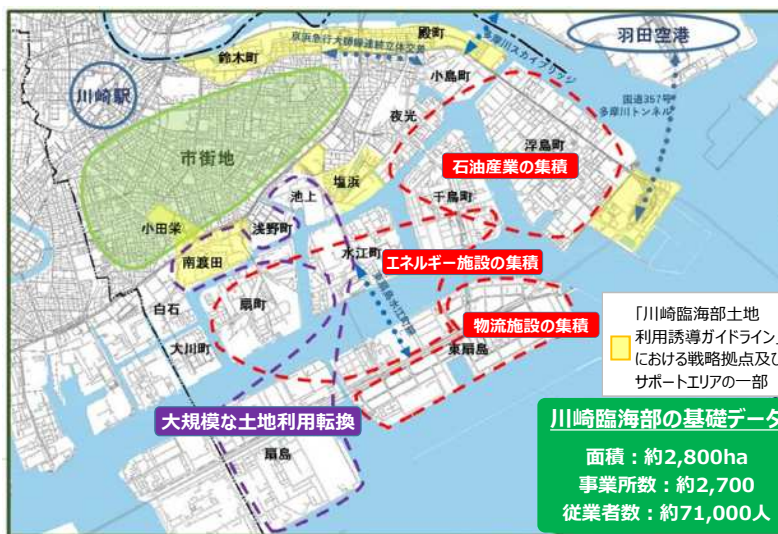 京浜急行大師線連続立体交差
殿町
鈴木町
羽田空港
多摩川スカイブリッジ
小島町
川崎駅
夜光
国道357号
多摩川トンネル
浮島町
市街地
石油産業の集積
塩浜
池上
千鳥町
小田栄
浅野町
水江町
南渡田
エネルギー施設の集積
扇町
白石
物流施設の集積
東扇島
大川町
「川崎臨海部土地
利用誘導ガイドライン」
における戦略拠点及び
サポートエリアの一部
大規模な土地利用転換
扇島
川崎臨海部の基礎データ
面積：約2,800ha
事業所数：約2,700
従業者数：約71,000人